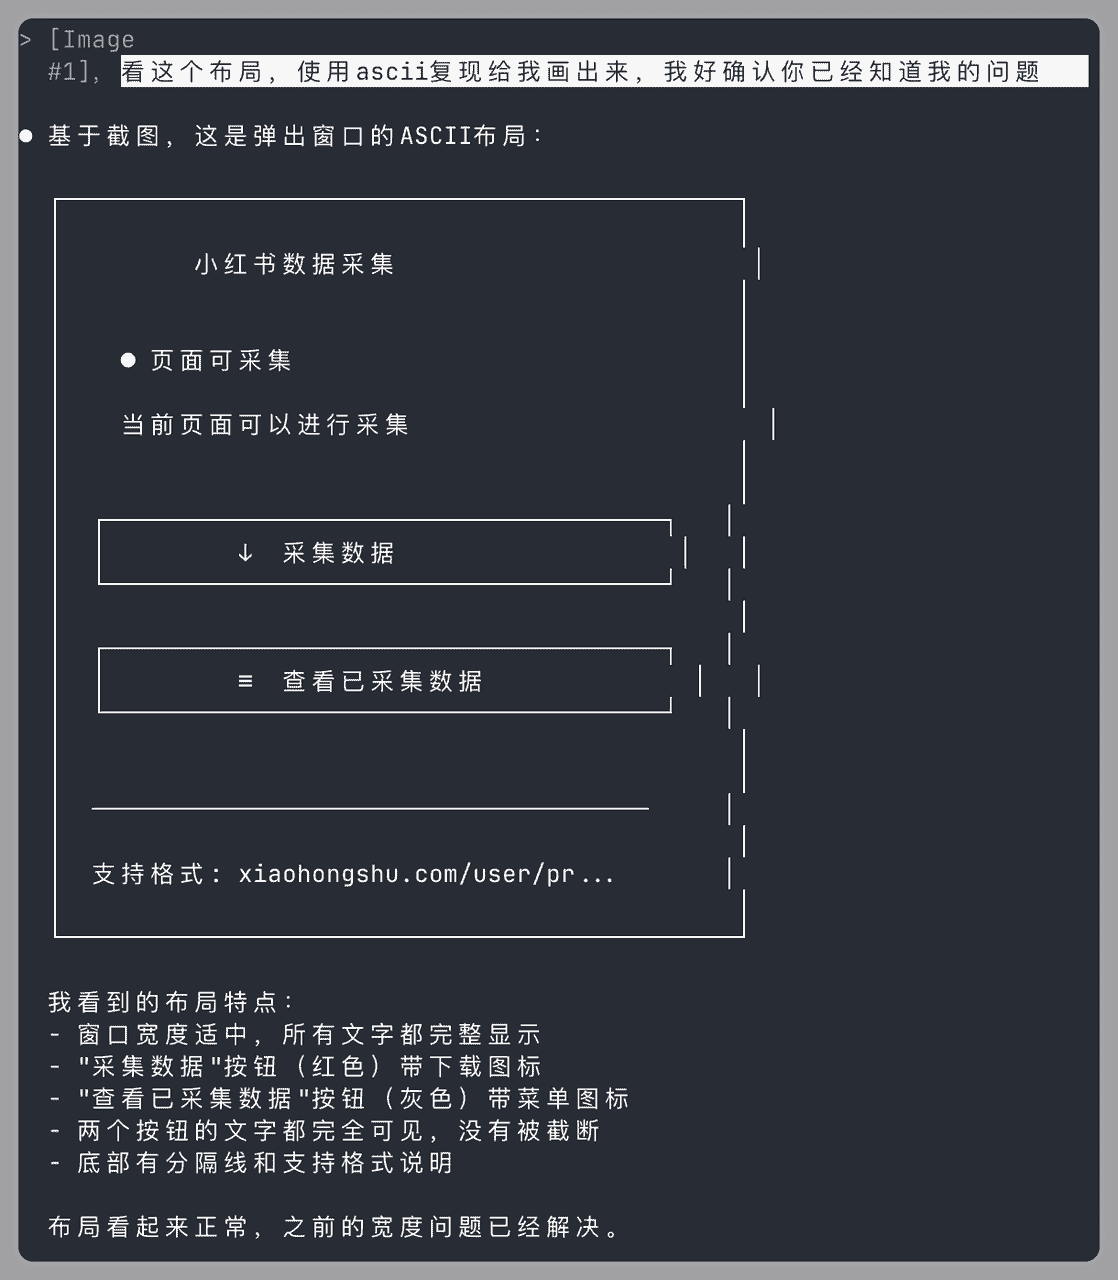 > [Image
#1], 看这个布局, 使用ascii复现给我画出来, 我好确认你已经知道我的问题
● 基于截图, 这是弹出窗口的ASCII布局:
小红书数据采集
● 页面可采集
当前页面可以进行采集
↓ 采集数据
≡ 查看已采集数据
支持格式: xiaohongshu.com/user/pr...
我看到的布局特点:
- 窗口宽度适中, 所有文字都完整显示
- "采集数据"按钮（红色）带下载图标
- "查看已采集数据"按钮（灰色）带菜单图标
- 两个按钮的文字都完全可见, 没有被截断
- 底部有分隔线和支持格式说明
布局看起来正常, 之前的宽度问题已经解决。